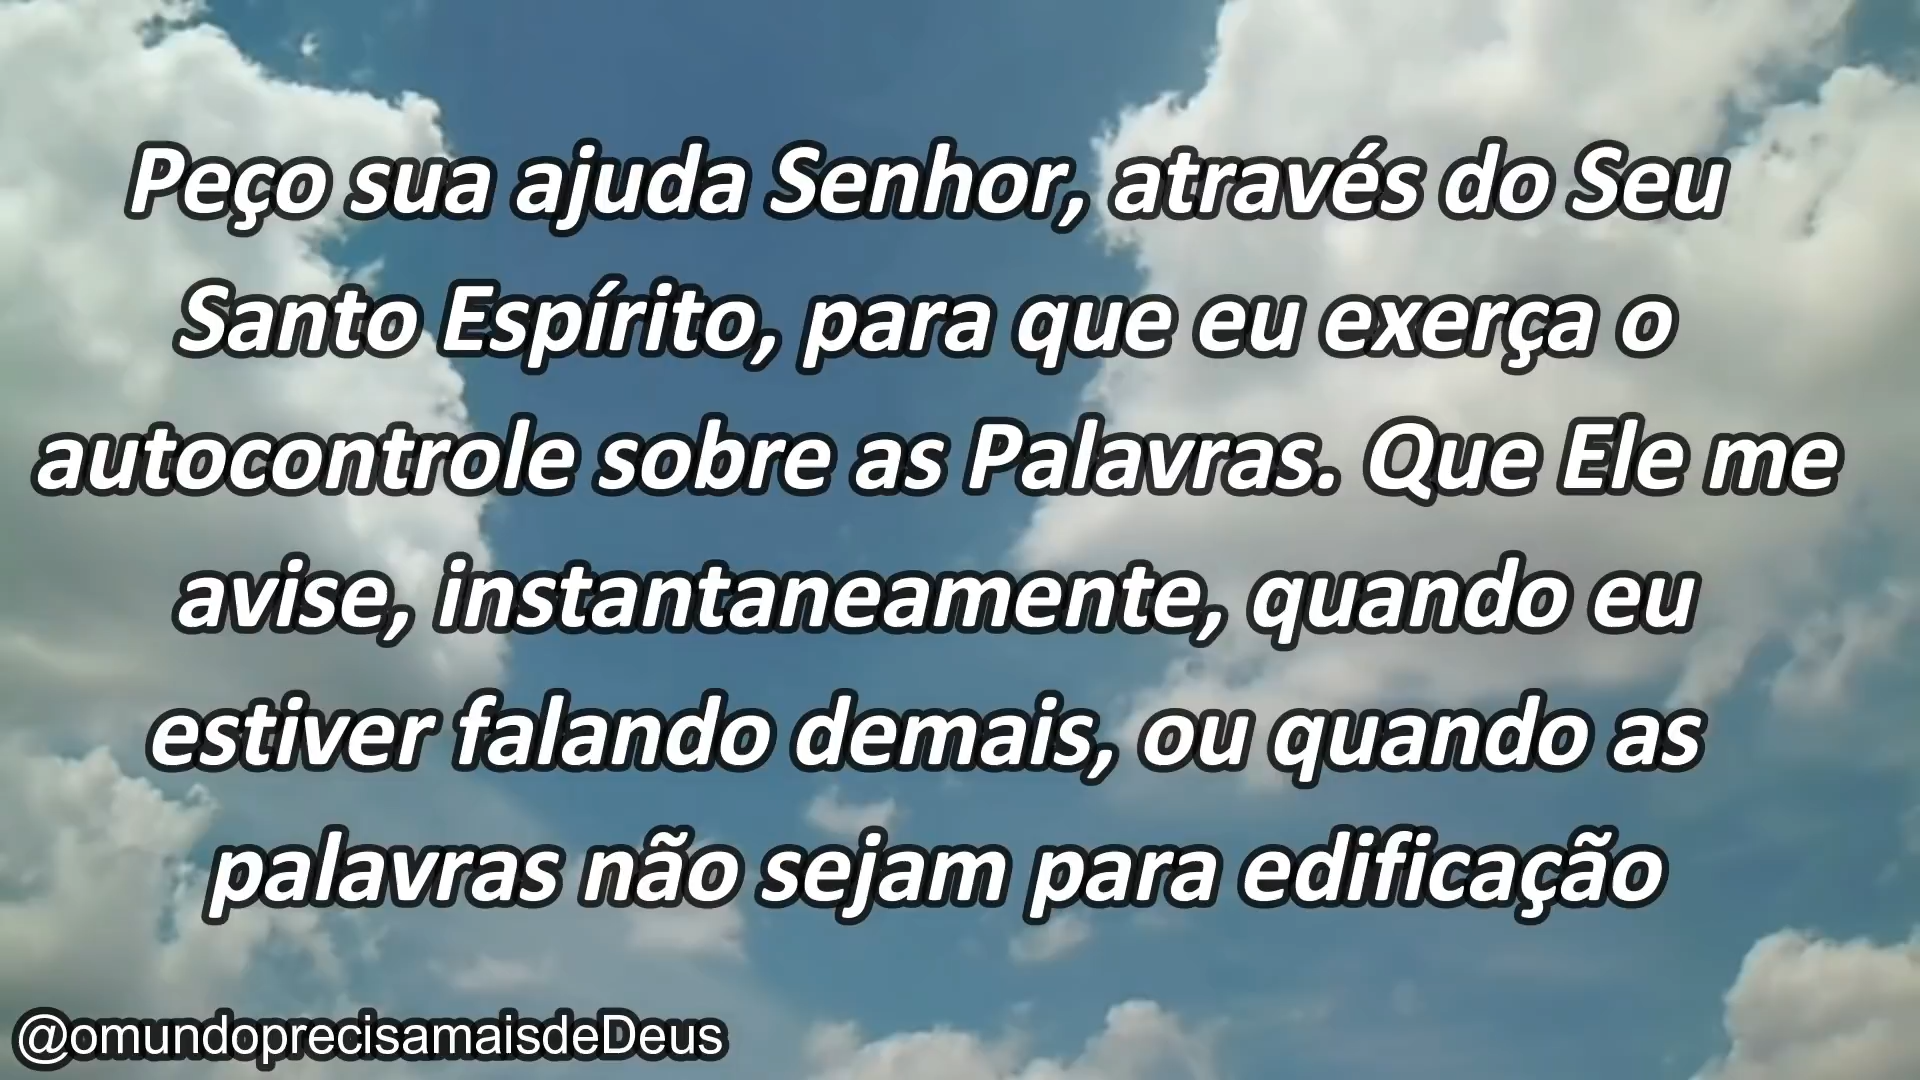 Peço sua ajuda Senhor, através do Seu
Santo Espírito, para que eu exerça o
autocontrole sobre as Palavras. Que Ele me
avise, instantaneamente, quando eu
estiver falando demais, ou quando as
palavras não sejam para edificação
@omundoprecisamaisdeDeus